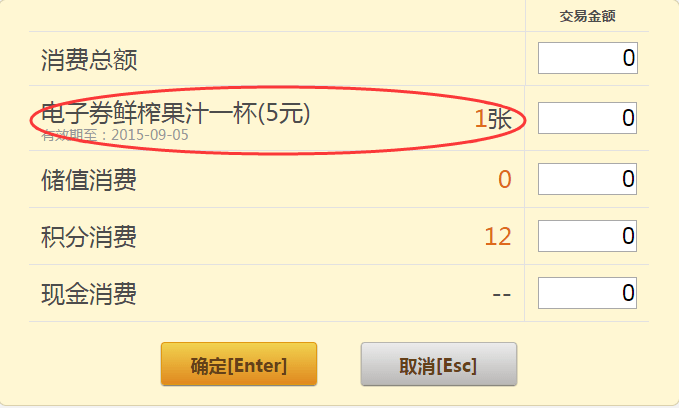 交易金额
消费总额 0
电子券鲜榨果汁一杯(5元) 1张 0
有效期至：2015-09-05
储值消费 0 0
积分消费 12 0
现金消费 -- 0
确定[Enter] 取消[Esc]